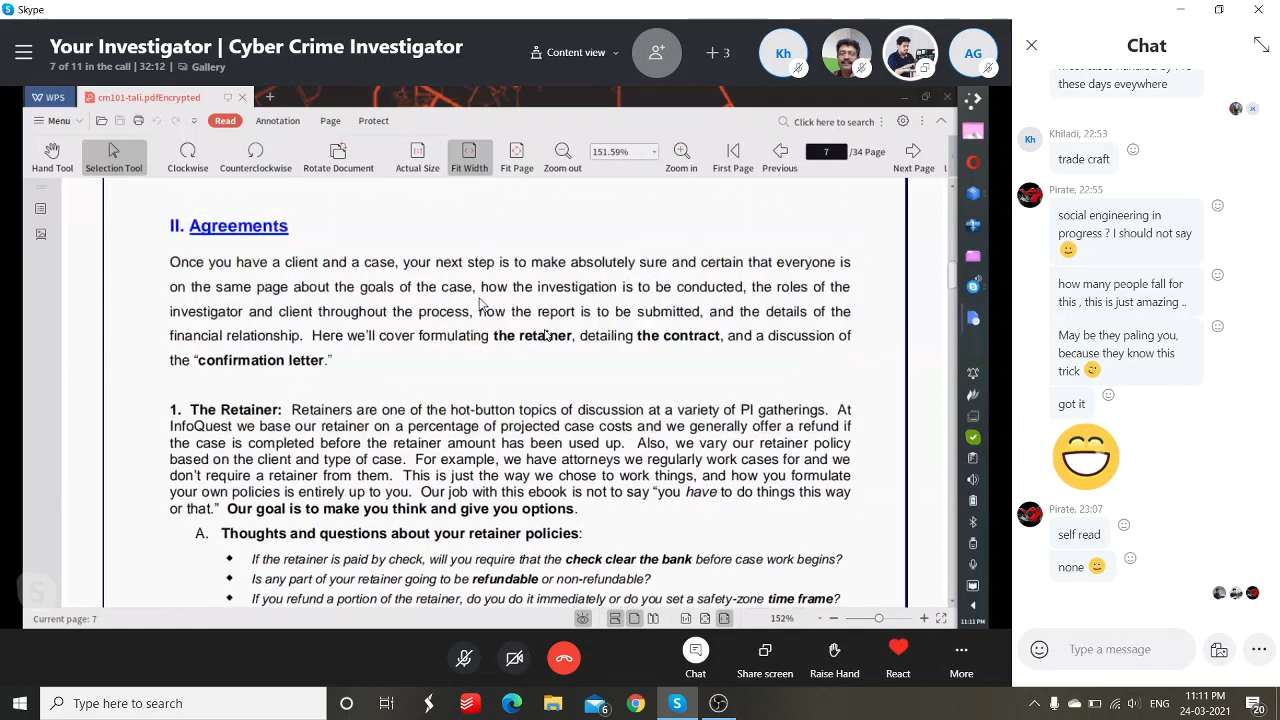 Skype
Your Investigator | Cyber Crime Investigator
7 of 11 in the call | 32:12 | Gallery
Content view
+ 3
Kh
AG
Chat
WPS
cm101-tali.pdfEncrypted
Menu
Read
Annotation
Page
Protect
Click here to search
Hand Tool
Selection Tool
Clockwise
Counterclockwise
Rotate Document
Actual Size
Fit Width
Fit Page
Zoom out
151.59%
Zoom in
First Page
Previous
7
/34 Page
Next Page
L
II. Agreements
Once you have a client and a case, your next step is to make absolutely sure and certain that everyone is
on the same page about the goals of the case, how the investigation is to be conducted, the roles of the
investigator and client throughout the process, how the report is to be submitted, and the details of the
financial relationship. Here we'll cover formulating the retainer, detailing the contract, and a discussion of
the “confirmation letter.”
1. The Retainer: Retainers are one of the hot-button topics of discussion at a variety of PI gatherings. At
InfoQuest we base our retainer on a percentage of projected case costs and we generally offer a refund if
the case is completed before the retainer amount has been used up. Also, we vary our retainer policy
based on the client and type of case. For example, we have attorneys we regularly work cases for and we
don't require a retainer from them. This is just the way we chose to work things, and how you formulate
your own policies is entirely up to you. Our job with this ebook is not to say “you have to do things this way
or that.” Our goal is to make you think and give you options.
A. Thoughts and questions about your retainer policies:
If the retainer is paid by check, will you require that the check clear the bank before case work begins?
Is any part of your retainer going to be refundable or non-refundable?
If you refund a portion of the retainer, do you do it immediately or do you set a safety-zone time frame?
Current page: 7
152%
11:11 PM
these days eveywhere
JK
Kh
Khiladi, 22:53
trade craft
Pirate, 22:55
social engineering in
progress ? I should not say
how many people fall for
this , this is just amazing ..
May be they paling you,
because they know this
trick
got it
Pirate, 23:07
self read
none
Type a message
Chat
Share screen
Raise Hand
React
More
Type here to search
6
ENG
11:11 PM
24-03-2021
20